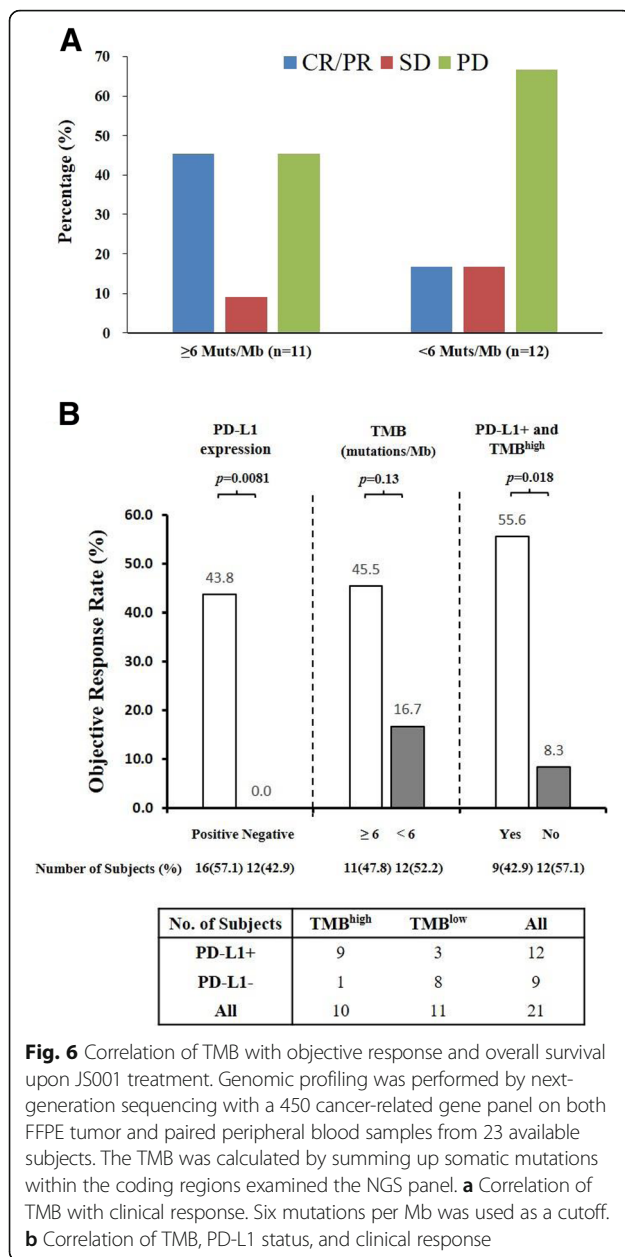 A
CR/PR SD PD
Percentage (%)
70
60
50
40
30
20
10
0
≥6 Muts/Mb (n=11) <6 Muts/Mb (n=12)
B
PD-L1 expression
TMB (mutations/Mb)
PD-L1+ and TMBhigh
p=0.0081 p=0.13 p=0.018
Objective Response Rate (%)
60.0
50.0
40.0
30.0
20.0
10.0
0.0
43.8 0.0 45.5 16.7 55.6 8.3
Positive Negative ≥ 6 < 6 Yes No
Number of Subjects (%) 16(57.1) 12(42.9) 11(47.8) 12(52.2) 9(42.9) 12(57.1)
No. of Subjects TMBhigh TMBlow All
PD-L1+ 9 3 12
PD-L1- 1 8 9
All 10 11 21
Fig. 6 Correlation of TMB with objective response and overall survival
upon JS001 treatment. Genomic profiling was performed by next-
generation sequencing with a 450 cancer-related gene panel on both
FFPE tumor and paired peripheral blood samples from 23 available
subjects. The TMB was calculated by summing up somatic mutations
within the coding regions examined the NGS panel. a Correlation of
TMB with clinical response. Six mutations per Mb was used as a cutoff.
b Correlation of TMB, PD-L1 status, and clinical response